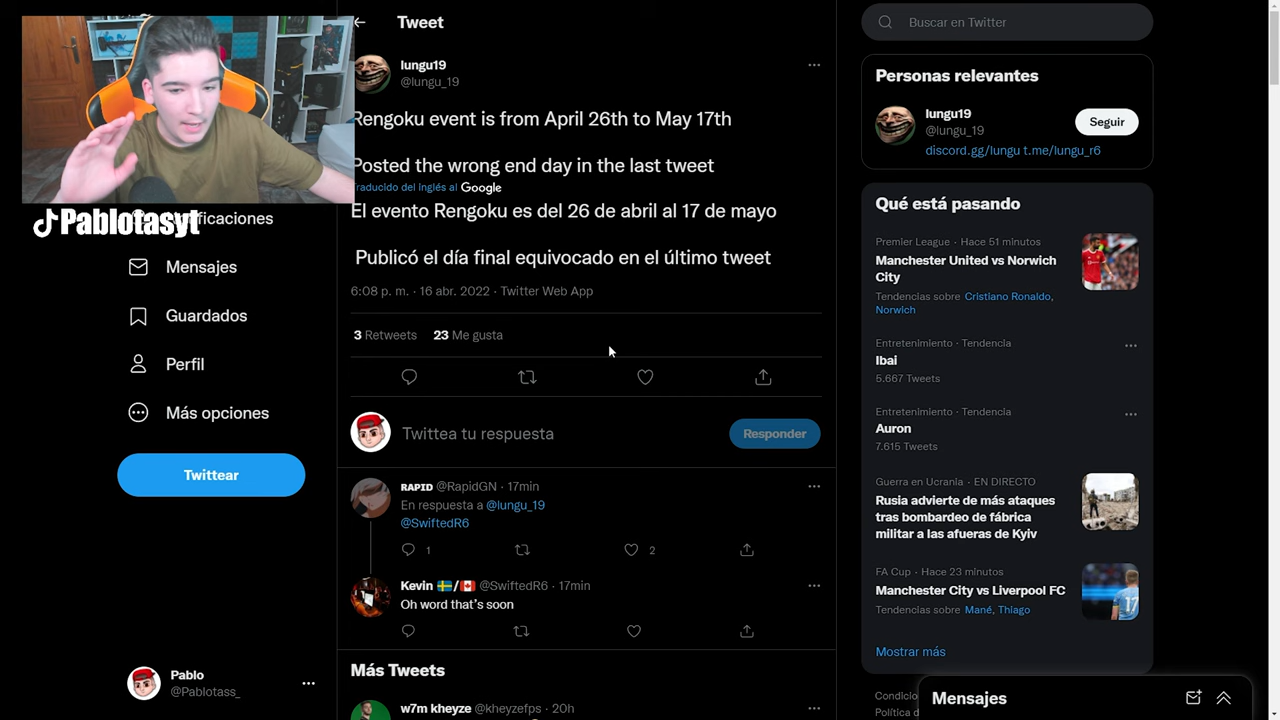 Tweet
lungu19
@lungu_19
Rengoku event is from April 26th to May 17th
Posted the wrong end day in the last tweet
Traducido del Inglés al Google
El evento Rengoku es del 26 de abril al 17 de mayo
Publicó el día final equivocado en el último tweet
6:08 p. m. · 16 abr. 2022 · Twitter Web App
3 Retweets 23 Me gusta
Twittea tu respuesta
Responder
RAPID @RapidGN · 17min
En respuesta a @lungu_19
@SwiftedR6
1 2
Kevin / @SwiftedR6 · 17min
Oh word that's soon
Más Tweets
w7m kheyze @kheyzefps · 20h
Pablotasyt
Mensajes
Guardados
Perfil
Más opciones
Twittear
Pablo
@Pablotass_
Buscar en Twitter
Personas relevantes
lungu19
@lungu_19
Seguir
discord.gg/lungu t.me/lungu_r6
Qué está pasando
Premier League · Hace 51 minutos
Manchester United vs Norwich
City
Tendencias sobre Cristiano Ronaldo,
Norwich
Entretenimiento · Tendencia
Ibai
5.667 Tweets
Entretenimiento · Tendencia
Auron
7.615 Tweets
Guerra en Ucrania · EN DIRECTO
Rusia advierte de más ataques
tras bombardeo de fábrica
militar a las afueras de Kyiv
FA Cup · Hace 23 minutos
Manchester City vs Liverpool FC
Tendencias sobre Mané, Thiago
Mostrar más
Mensajes